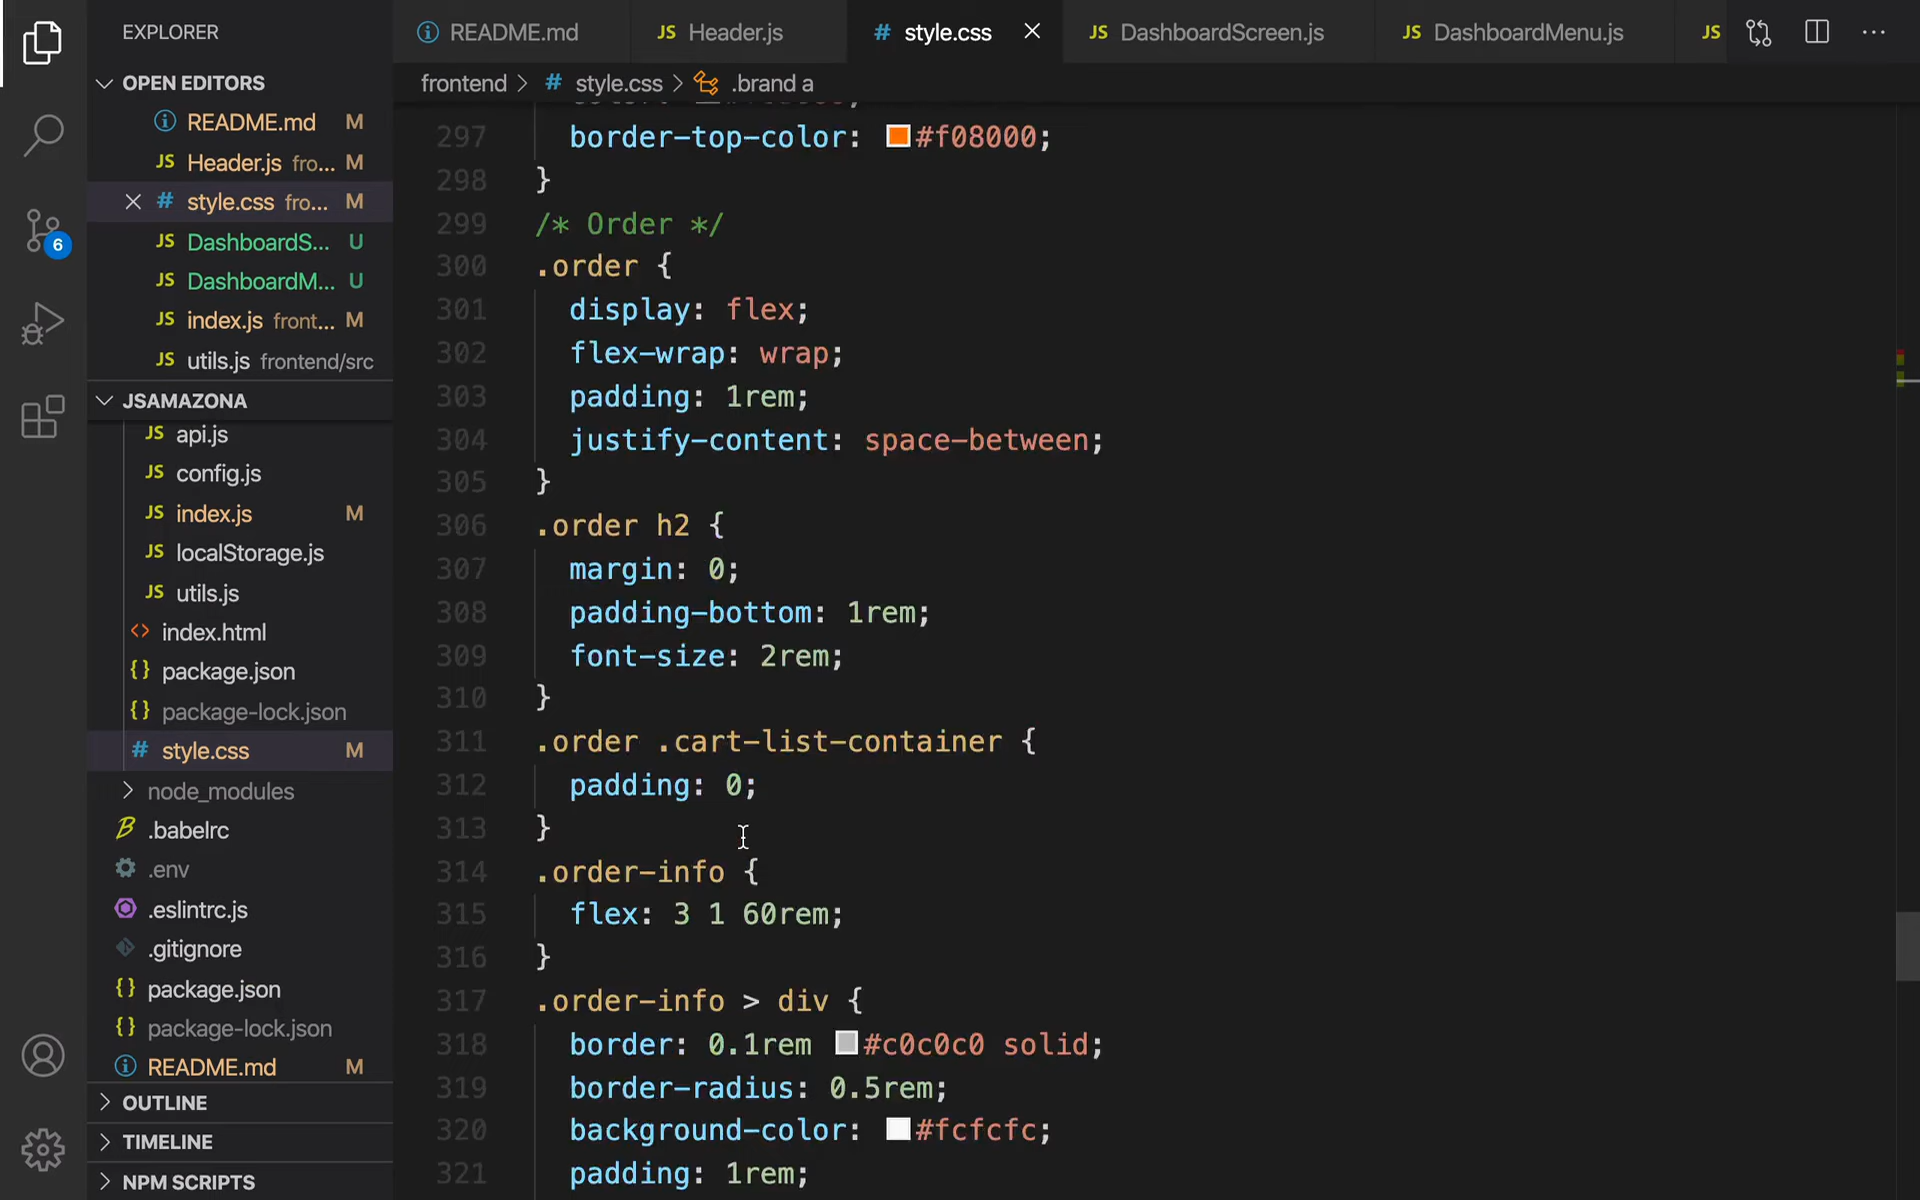 EXPLORER
OPEN EDITORS
README.md M
Header.js fro... M
style.css fro... M
DashboardS... U
DashboardM... U
index.js front... M
utils.js frontend/src
JSAMAZONA
api.js
config.js
index.js M
localStorage.js
utils.js
index.html
package.json
package-lock.json
style.css M
node_modules
.babelrc
.env
.eslintrc.js
.gitignore
package.json
package-lock.json
README.md M
OUTLINE
TIMELINE
NPM SCRIPTS
6
README.md JS Header.js # style.css JS DashboardScreen.js JS DashboardMenu.js JS
frontend > # style.css > .brand a
297 border-top-color: #f08000;
298 }
299 /* Order */
300 .order {
301 display: flex;
302 flex-wrap: wrap;
303 padding: 1rem;
304 justify-content: space-between;
305 }
306 .order h2 {
307 margin: 0;
308 padding-bottom: 1rem;
309 font-size: 2rem;
310 }
311 .order .cart-list-container {
312 padding: 0;
313 }
314 .order-info {
315 flex: 3 1 60rem;
316 }
317 .order-info > div {
318 border: 0.1rem #c0c0c0 solid;
319 border-radius: 0.5rem;
320 background-color: #fcfcfc;
321 padding: 1rem;